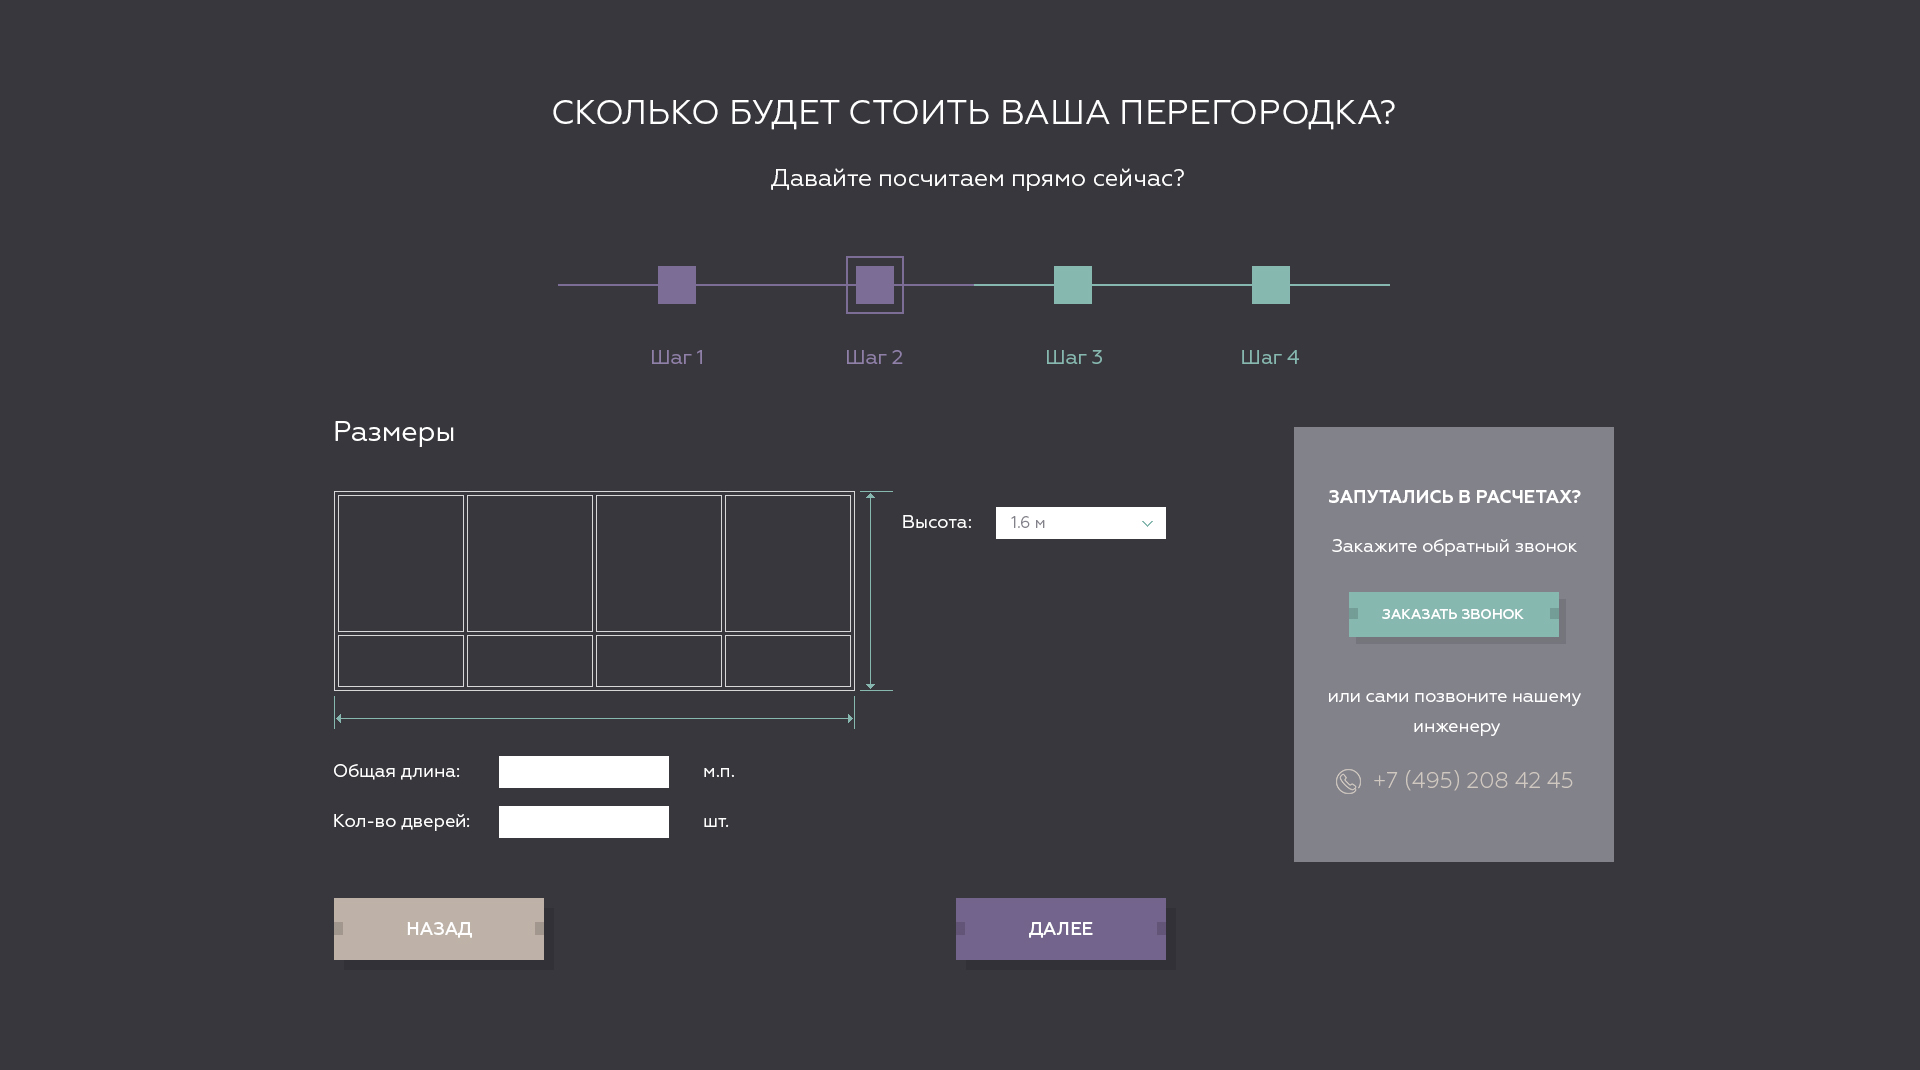 СКОЛЬКО БУДЕТ СТОИТЬ ВАША ПЕРЕГОРОДКА?
Давайте посчитаем прямо сейчас?
Шаг 1
Шаг 2
Шаг 3
Шаг 4
Размеры
Высота:
1.6 м
Общая длина:
м.п.
Кол-во дверей:
шт.
НАЗАД
ДАЛЕЕ
ЗАПУТАЛИСЬ В РАСЧЕТАХ?
Закажите обратный звонок
ЗАКАЗАТЬ ЗВОНОК
или сами позвоните нашему
инженеру
+7 (495) 208 42 45